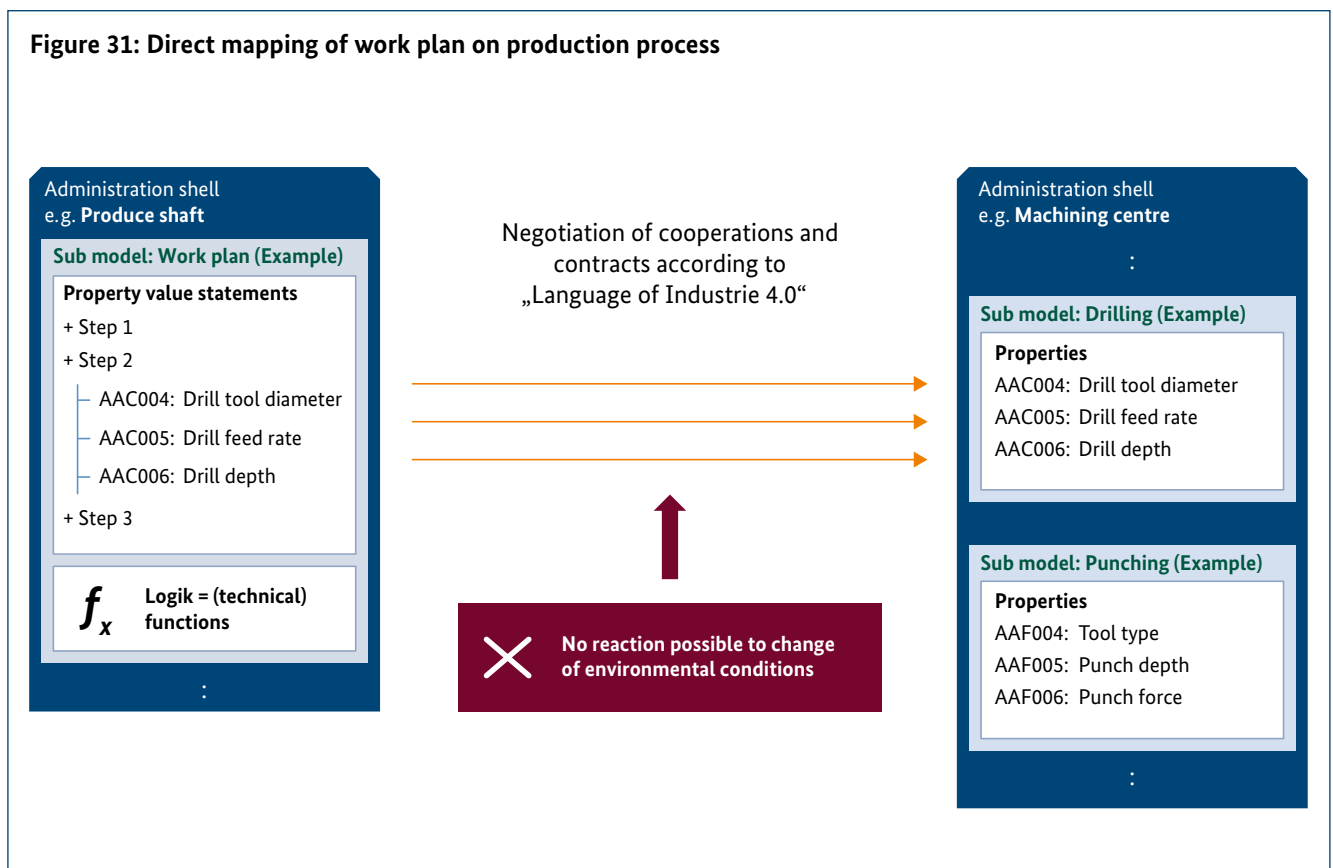 Figure 31: Direct mapping of work plan on production process
Administration shell
e.g. Produce shaft
Sub model: Work plan (Example)
Property value statements
+ Step 1
+ Step 2
AAC004: Drill tool diameter
AAC005: Drill feed rate
AAC006: Drill depth
+ Step 3
fx
Logik = (technical)
functions
:
Negotiation of cooperations and
contracts according to
„Language of Industrie 4.0“
No reaction possible to change
of environmental conditions
Administration shell
e.g. Machining centre
:
Sub model: Drilling (Example)
Properties
AAC004: Drill tool diameter
AAC005: Drill feed rate
AAC006: Drill depth
Sub model: Punching (Example)
Properties
AAF004: Tool type
AAF005: Punch depth
AAF006: Punch force
: